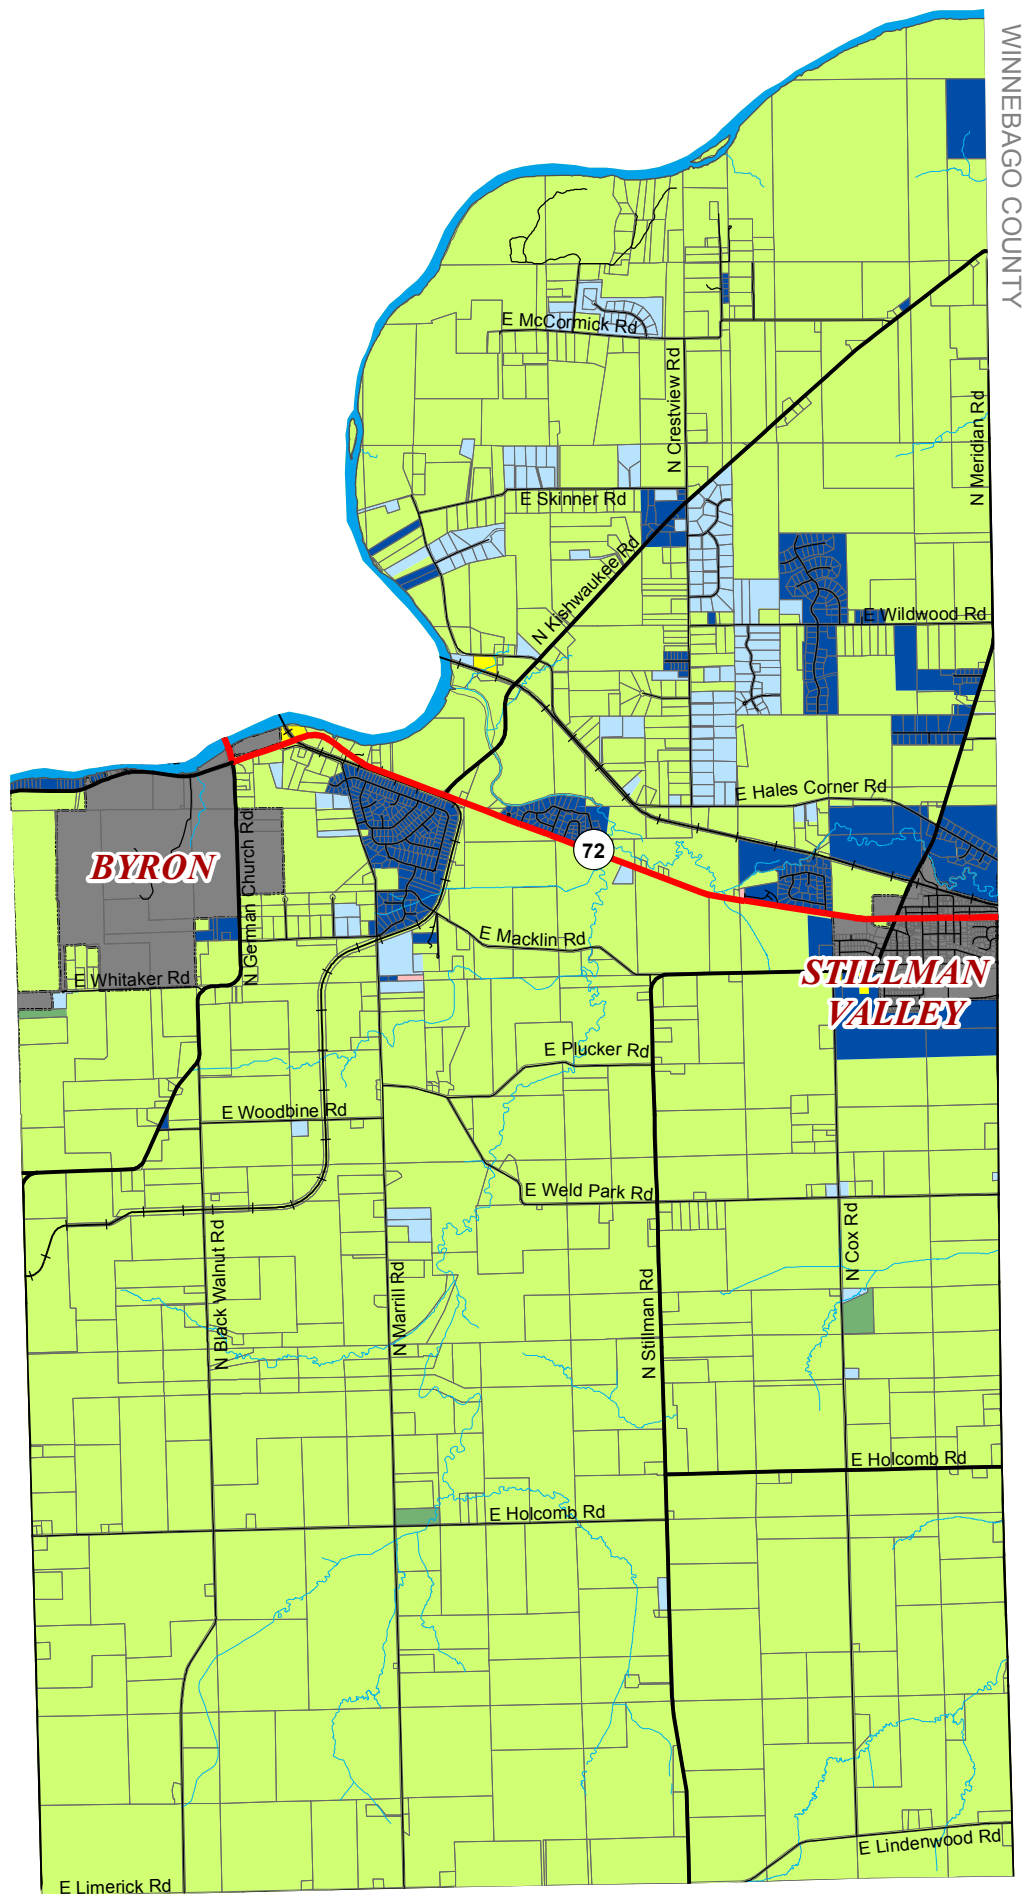 WINNEBAGO COUNTY
E McCormick Rd
N Crestview Rd
N Meridian Rd
E Skinner Rd
N Kishwaukee Rd
E Wildwood Rd
E Hales Corner Rd
72
BYRON
N German Church Rd
E Macklin Rd
E Whitaker Rd
STILLMAN
VALLEY
E Plucker Rd
E Woodbine Rd
E Weld Park Rd
N Black Walnut Rd
N Marrill Rd
N Stillman Rd
N Cox Rd
E Holcomb Rd
E Holcomb Rd
E Lindenwood Rd
E Limerick Rd